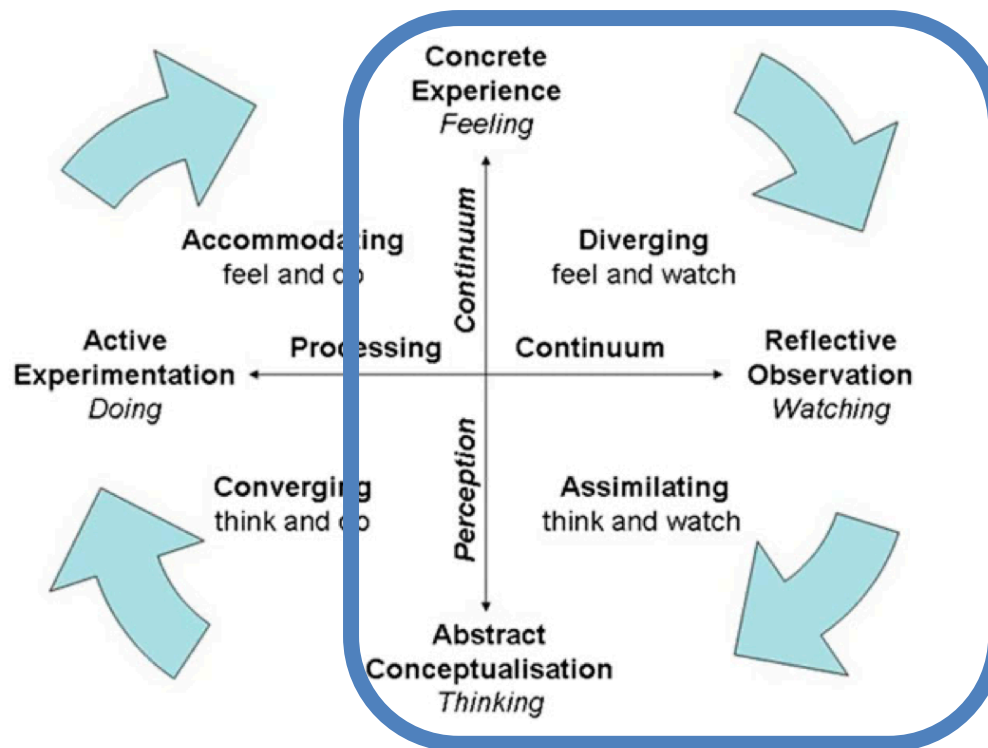 Concrete
Experience
Feeling
Continuum
Accommodating
feel and do
Diverging
feel and watch
Active
Experimentation
Doing
Processing
Continuum
Reflective
Observation
Watching
Perception
Converging
think and do
Assimilating
think and watch
Abstract
Conceptualisation
Thinking